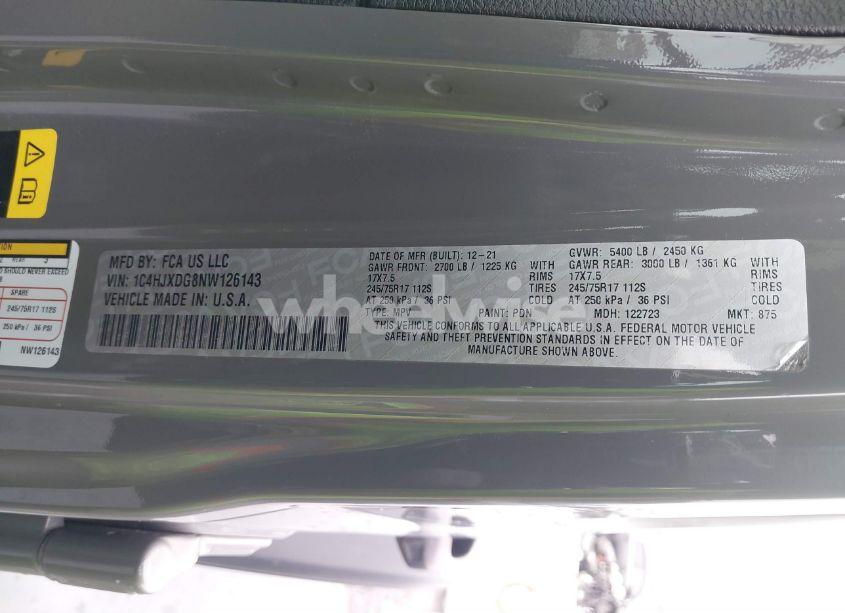 MFD BY: FCA US LLC
VIN: 1C4HJXDG8NW126143
VEHICLE MADE IN: U.S.A.
DATE OF MFR (BUILT): 12-21
GVWR: 5400 LB / 2450 KG
GAWR FRONT: 2700 LB / 1225 KG WITH
GAWR REAR: 3000 LB / 1361 KG WITH
17X7.5 RIMS
17X7.5 RIMS
245/75R17 112S TIRES
245/75R17 112S TIRES
AT 250 kPa / 36 PSI COLD
AT 250 kPa / 36 PSI COLD
TYPE: MPV PAINT: PDN MDH: 122723 MKT: 875
THIS VEHICLE CONFORMS TO ALL APPLICABLE U.S.A. FEDERAL MOTOR VEHICLE
SAFETY AND THEFT PREVENTION STANDARDS IN EFFECT ON THE DATE OF
MANUFACTURE SHOWN ABOVE.
REAR 3
NEVER EXCEED
SPARE
245/75R17 112S
250 kPa / 36 PSI
NW126143
wheelwise